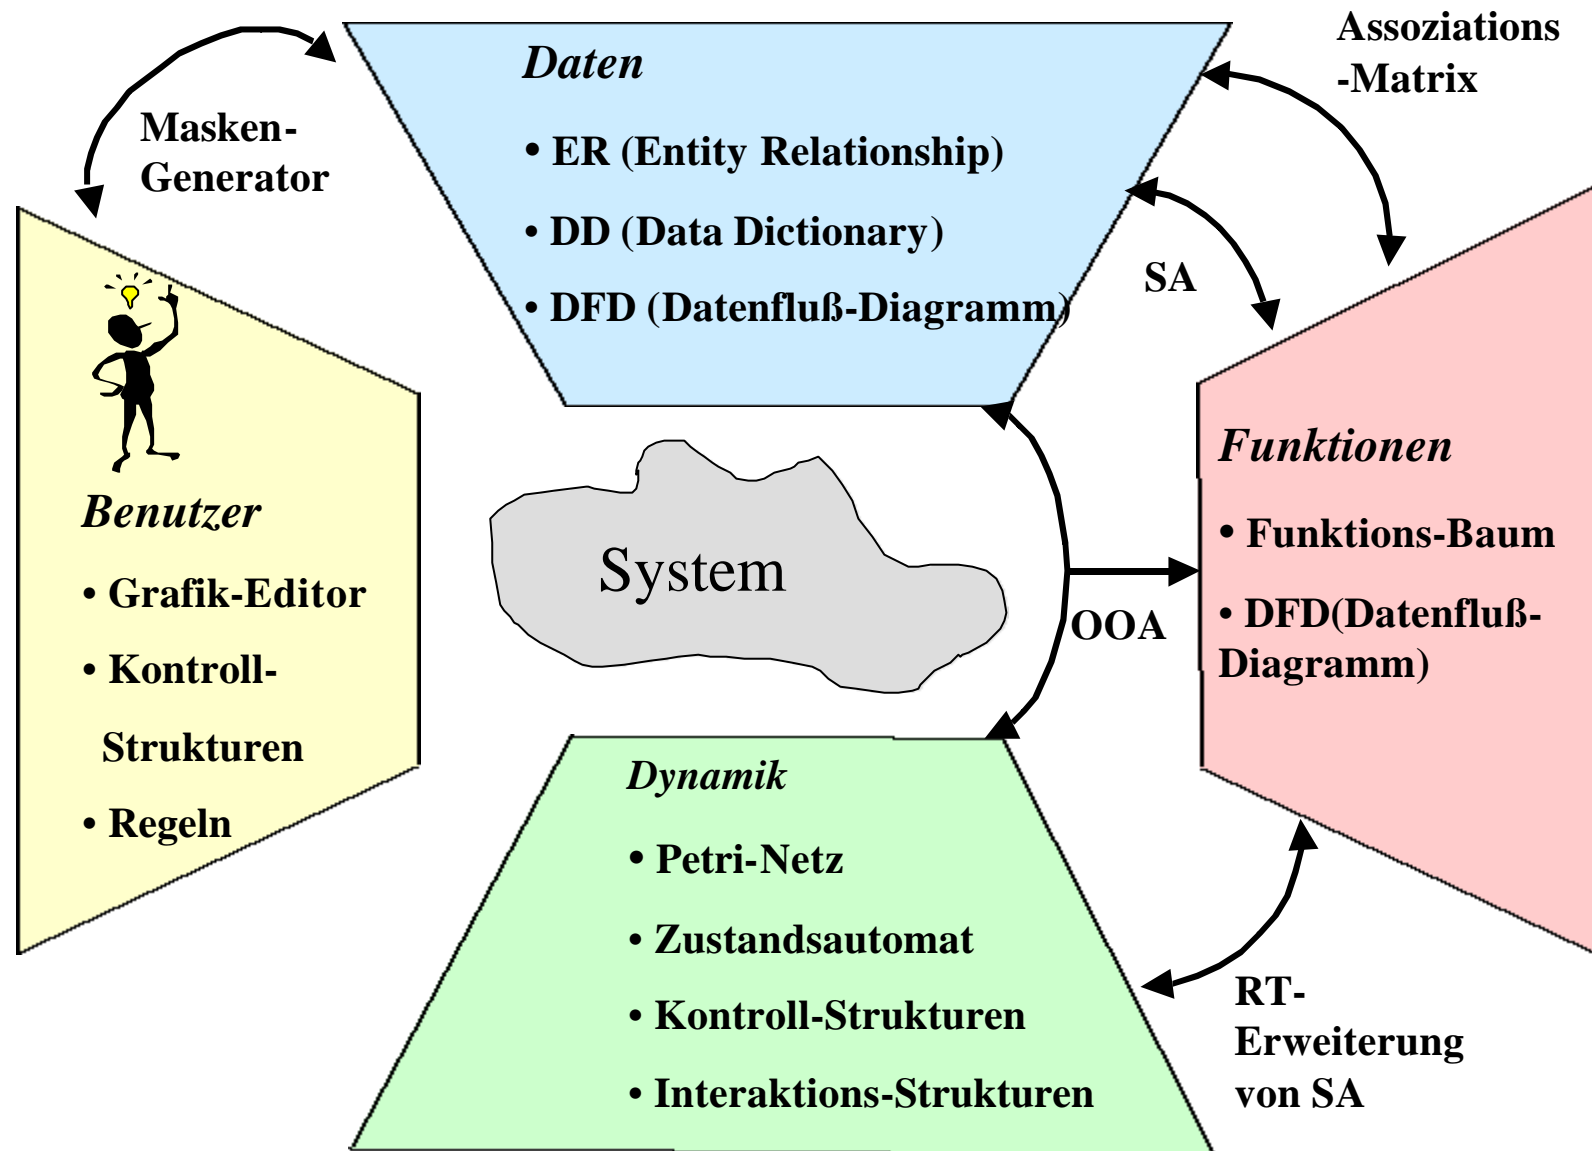 Assoziations
-Matrix
Masken-
Generator
Daten
• ER (Entity Relationship)
• DD (Data Dictionary)
• DFD (Datenfluß-Diagramm)
SA
Benutzer
• Grafik-Editor
• Kontroll-
Strukturen
• Regeln
System
OOA
Funktionen
• Funktions-Baum
• DFD(Datenfluß-
Diagramm)
Dynamik
• Petri-Netz
• Zustandsautomat
• Kontroll-Strukturen
• Interaktions-Strukturen
RT-
Erweiterung
von SA